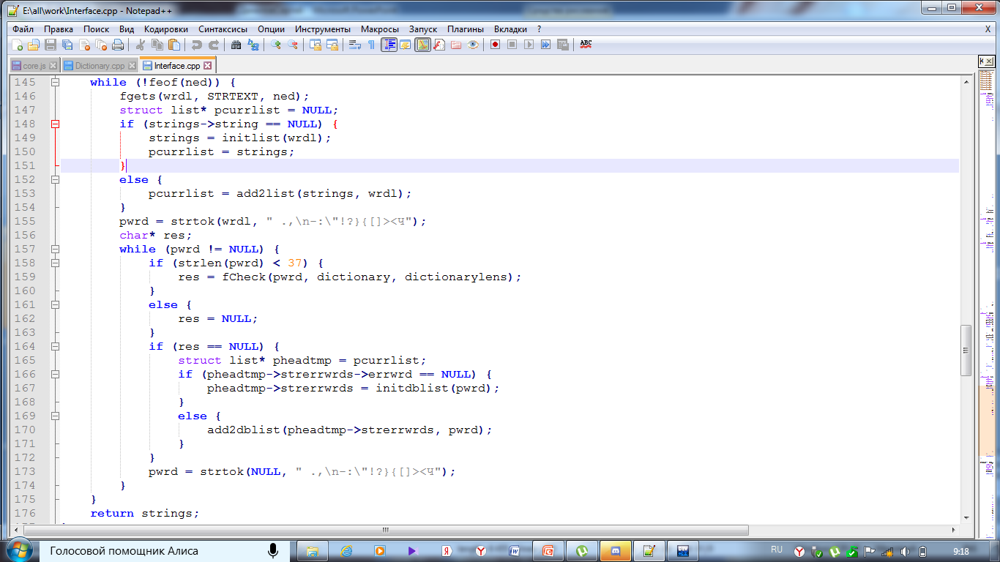 E:\all\work\Interface.cpp - Notepad++
Файл Правка Поиск Вид Кодировки Синтаксисы Опции Инструменты Макросы Запуск Плагины Вкладки ? X
core.js Dictionary.cpp Interface.cpp
145 while (!feof(ned)) {
146 fgets(wrdl, STRTEXT, ned);
147 struct list* pcurrlist = NULL;
148 if (strings->string == NULL) {
149 strings = initlist(wrdl);
150 pcurrlist = strings;
151 }
152 else {
153 pcurrlist = add2list(strings, wrdl);
154 }
155 pwrd = strtok(wrdl, " .,\n-:\"!?}{[]><Ч");
156 char* res;
157 while (pwrd != NULL) {
158 if (strlen(pwrd) < 37) {
159 res = fCheck(pwrd, dictionary, dictionarylens);
160 }
161 else {
162 res = NULL;
163 }
164 if (res == NULL) {
165 struct list* pheadtmp = pcurrlist;
166 if (pheadtmp->strerrwrds->errwrd == NULL) {
167 pheadtmp->strerrwrds = initdblist(pwrd);
168 }
169 else {
170 add2dblist(pheadtmp->strerrwrds, pwrd);
171 }
172 }
173 pwrd = strtok(NULL, " .,\n-:\"!?}{[]><Ч");
174 }
175 }
176 return strings;
Голосовой помощник Алиса RU 9:18